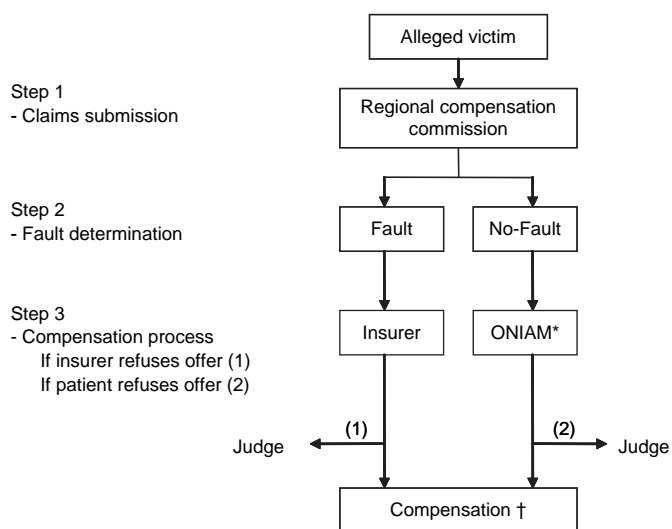 Alleged victim
Step 1
- Claims submission
Regional compensation
commission
Step 2
- Fault determination
Fault
No-Fault
Step 3
- Compensation process
If insurer refuses offer (1)
If patient refuses offer (2)
Insurer
ONIAM*
Judge
(1)
(2)
Judge
Compensation †